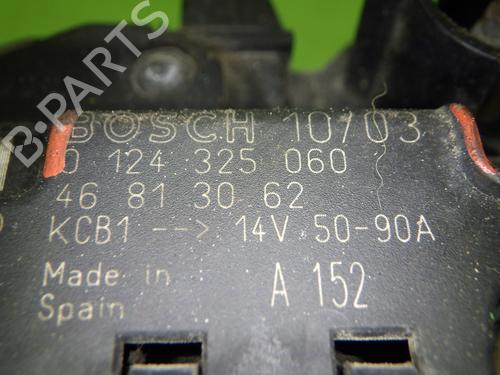 BOSCH 10/03
0 124 325 060
46 81 30 62
KCB1 --> 14V 50-90A
Made in
Spain
A 152
B-PARTS